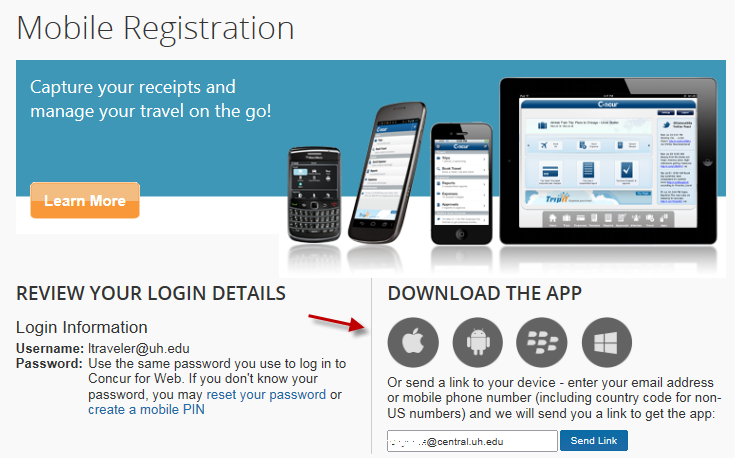 Mobile Registration
Capture your receipts and
manage your travel on the go!
Learn More
REVIEW YOUR LOGIN DETAILS
Login Information
Username: ltraveler@uh.edu
Password: Use the same password you use to log in to
Concur for Web. If you don't know your
password, you may reset your password or
create a mobile PIN
DOWNLOAD THE APP
Or send a link to your device - enter your email address
or mobile phone number (including country code for non-
US numbers) and we will send you a link to get the app:
@central.uh.edu
Send Link